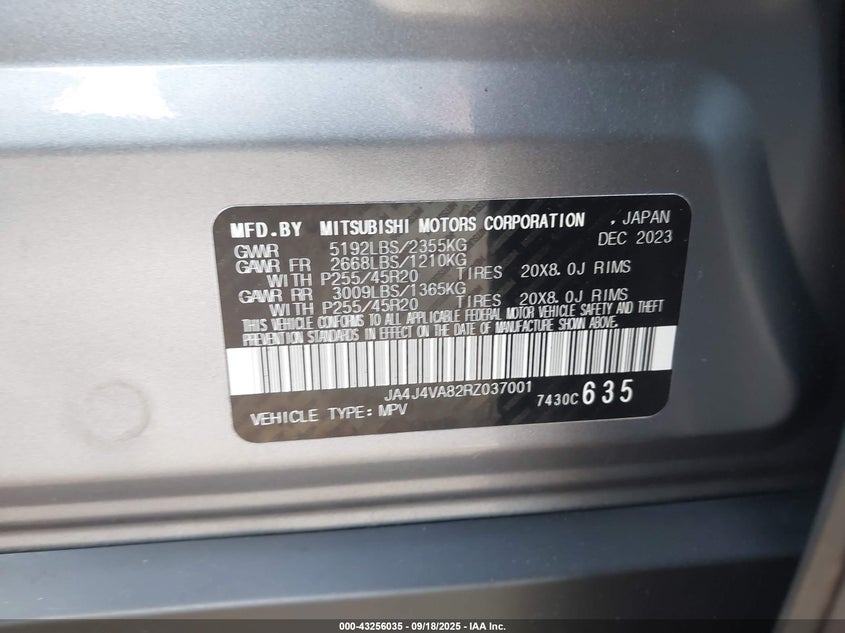 MFD.BY MITSUBISHI MOTORS CORPORATION . JAPAN
GVWR 5192LBS/2355KG DEC 2023
GAWR FR 2668LBS/1210KG
WITH P255/45R20 TIRES 20X8.0J RIMS
GAWR RR 3009LBS/1365KG
WITH P255/45R20 TIRES 20X8.0J RIMS
THIS VEHICLE CONFORMS TO ALL APPLICABLE FEDERAL MOTOR VEHICLE SAFETY AND THEFT
PREVENTION STANDARDS IN EFFECT ON THE DATE OF MANUFACTURE SHOWN ABOVE.
JA4J4VA82RZ037001 7430C 635
VEHICLE TYPE: MPV
000-43256035 - 09/18/2025 - IAA Inc.